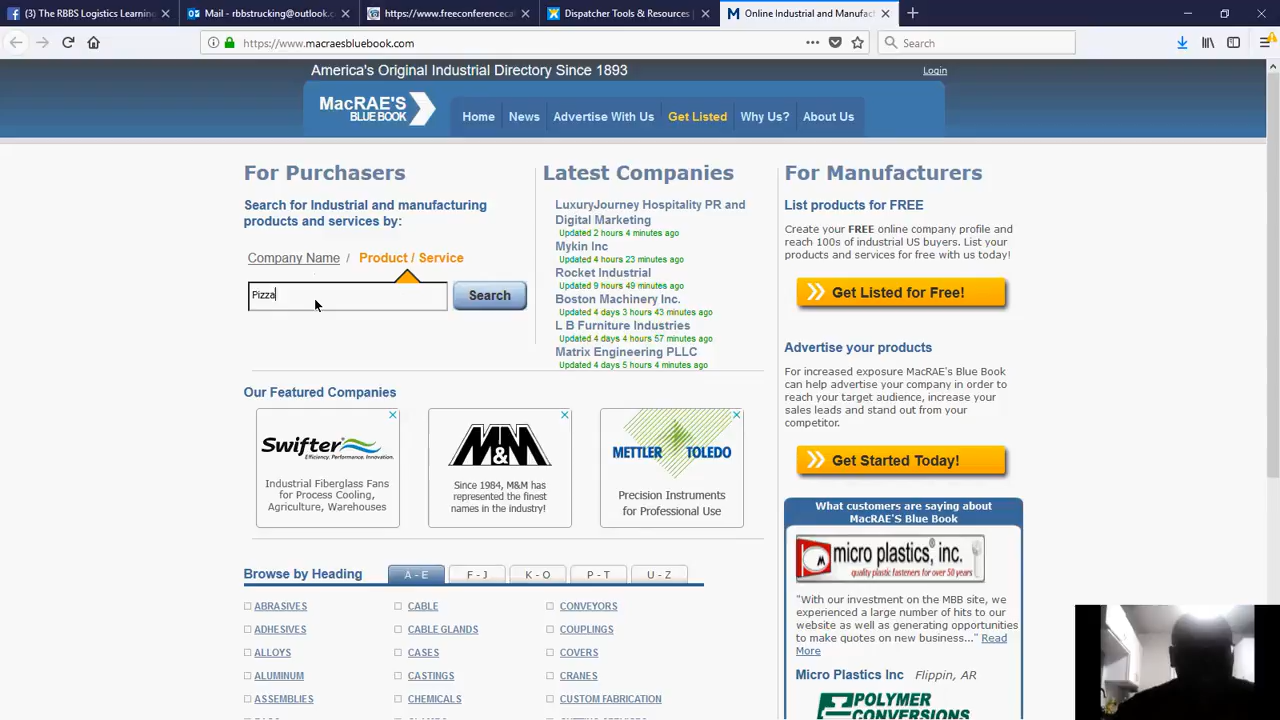 The RBBS Logistics Learning
Mail - rbbstrucking@outlook.c
https://www.freeconferencecal
Dispatcher Tools & Resources |
Online Industrial and Manufac
https://www.macraesbluebook.com
Search
America's Original Industrial Directory Since 1893
Login
MacRAE'S
BLUE BOOK
Home
News
Advertise With Us
Get Listed
Why Us?
About Us
For Purchasers
Search for Industrial and manufacturing
products and services by:
Company Name / Product / Service
Pizza
Search
Latest Companies
LuxuryJourney Hospitality PR and
Digital Marketing
Updated 2 hours 4 minutes ago
Mykin Inc
Updated 4 hours 23 minutes ago
Rocket Industrial
Updated 9 hours 49 minutes ago
Boston Machinery Inc.
Updated 4 days 3 hours 43 minutes ago
L B Furniture Industries
Updated 4 days 4 hours 57 minutes ago
Matrix Engineering PLLC
Updated 4 days 5 hours 4 minutes ago
For Manufacturers
List products for FREE
Create your FREE online company profile and
reach 100s of industrial US buyers. List your
products and services for free with us today!
Get Listed for Free!
Advertise your products
For increased exposure MacRAE's Blue Book
can help advertise your company in order to
reach your target audience, increase your
sales leads and stand out from your
competitor.
Get Started Today!
Our Featured Companies
Swifter
Efficiency. Performance. Innovation.
Industrial Fiberglass Fans
for Process Cooling,
Agriculture, Warehouses
M&M
Since 1984, M&M has
represented the finest
names in the industry!
METTLER TOLEDO
Precision Instruments
for Professional Use
What customers are saying about
MacRAE'S Blue Book
micro plastics, inc.
quality plastic fasteners for over 50 years
"With our investment on the MBB site, we
experienced a large number of hits to our
website as well as generating opportunities
to make quotes on new business..." Read
More
Micro Plastics Inc Flippin, AR
POLYMER
CONVERSIONS
Browse by Heading
A - E
F - J
K - O
P - T
U - Z
ABRASIVES
CABLE
CONVEYORS
ADHESIVES
CABLE GLANDS
COUPLINGS
ALLOYS
CASES
COVERS
ALUMINUM
CASTINGS
CRANES
ASSEMBLIES
CHEMICALS
CUSTOM FABRICATION